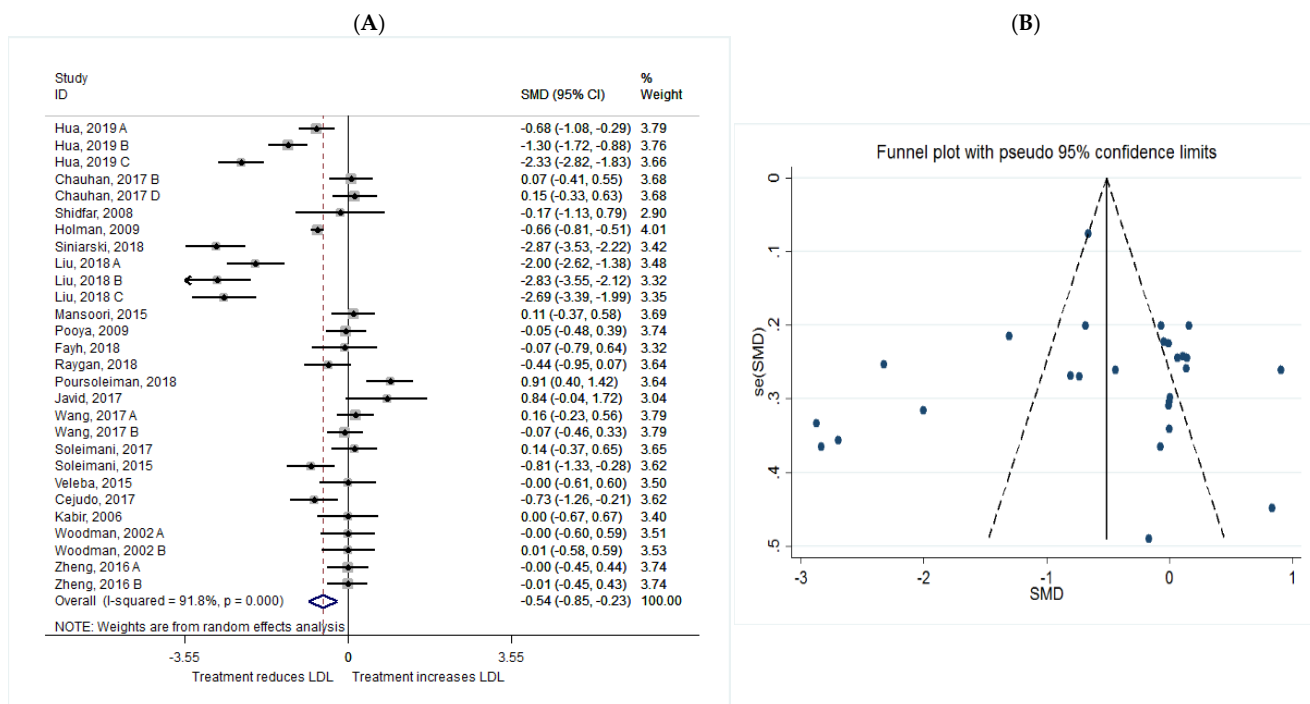 (A)
Study
ID
SMD (95% CI)
%
Weight
Hua, 2019 A -0.68 (-1.08, -0.29) 3.79
Hua, 2019 B -1.30 (-1.72, -0.88) 3.76
Hua, 2019 C -2.33 (-2.82, -1.83) 3.66
Chauhan, 2017 B 0.07 (-0.41, 0.55) 3.68
Chauhan, 2017 D 0.15 (-0.33, 0.63) 3.68
Shidfar, 2008 -0.17 (-1.13, 0.79) 2.90
Holman, 2009 -0.66 (-0.81, -0.51) 4.01
Siniarski, 2018 -2.87 (-3.53, -2.22) 3.42
Liu, 2018 A -2.00 (-2.62, -1.38) 3.48
Liu, 2018 B -2.83 (-3.55, -2.12) 3.32
Liu, 2018 C -2.69 (-3.39, -1.99) 3.35
Mansoori, 2015 0.11 (-0.37, 0.58) 3.69
Pooya, 2009 -0.05 (-0.48, 0.39) 3.74
Fayh, 2018 -0.07 (-0.79, 0.64) 3.32
Raygan, 2018 -0.44 (-0.95, 0.07) 3.64
Poursoleiman, 2018 0.91 (0.40, 1.42) 3.64
Javid, 2017 0.84 (-0.04, 1.72) 3.04
Wang, 2017 A 0.16 (-0.23, 0.56) 3.79
Wang, 2017 B -0.07 (-0.46, 0.33) 3.79
Soleimani, 2017 0.14 (-0.37, 0.65) 3.65
Soleimani, 2015 -0.81 (-1.33, -0.28) 3.62
Veleba, 2015 -0.00 (-0.61, 0.60) 3.50
Cejudo, 2017 -0.73 (-1.26, -0.21) 3.62
Kabir, 2006 0.00 (-0.67, 0.67) 3.40
Woodman, 2002 A -0.00 (-0.60, 0.59) 3.51
Woodman, 2002 B 0.01 (-0.58, 0.59) 3.53
Zheng, 2016 A -0.00 (-0.45, 0.44) 3.74
Zheng, 2016 B -0.01 (-0.45, 0.43) 3.74
Overall (I-squared = 91.8%, p = 0.000) -0.54 (-0.85, -0.23) 100.00
NOTE: Weights are from random effects analysis
-3.55 0 3.55
Treatment reduces LDL Treatment increases LDL
(B)
Funnel plot with pseudo 95% confidence limits
0
.1
.2
.3
.4
.5
se(SMD)
-3 -2 -1 0 1
SMD